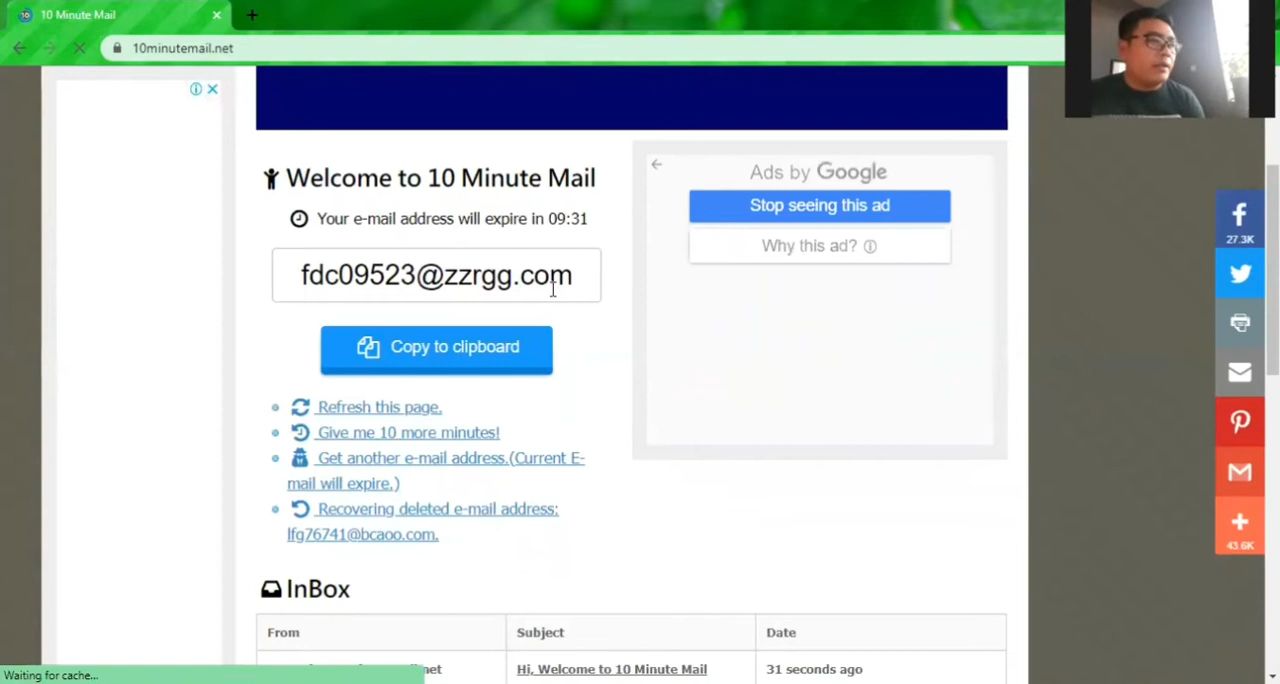 10 Minute Mail
10minutemail.net
Welcome to 10 Minute Mail
Your e-mail address will expire in 09:31
fdc09523@zzrgg.com
Copy to clipboard
Refresh this page.
Give me 10 more minutes!
Get another e-mail address.(Current E-
mail will expire.)
Recovering deleted e-mail address:
lfg76741@bcaoo.com.
Ads by Google
Stop seeing this ad
Why this ad?
27.3K
43.6K
InBox
From Subject Date
Hi, Welcome to 10 Minute Mail 31 seconds ago
Waiting for cache...